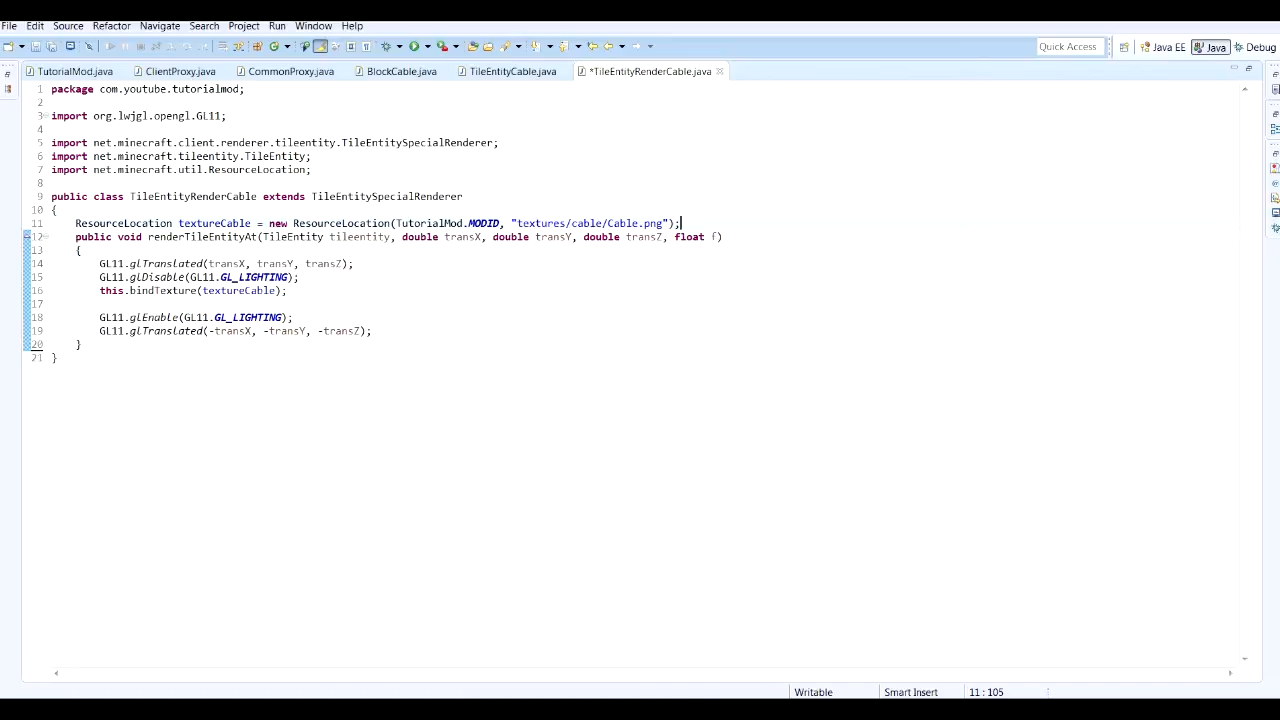 File Edit Source Refactor Navigate Search Project Run Window Help
Quick Access Java EE Java Debug
TutorialMod.java ClientProxy.java CommonProxy.java BlockCable.java TileEntityCable.java *TileEntityRenderCable.java
1 package com.youtube.tutorialmod;
2
3 import org.lwjgl.opengl.GL11;
4
5 import net.minecraft.client.renderer.tileentity.TileEntitySpecialRenderer;
6 import net.minecraft.tileentity.TileEntity;
7 import net.minecraft.util.ResourceLocation;
8
9 public class TileEntityRenderCable extends TileEntitySpecialRenderer
10 {
11 ResourceLocation textureCable = new ResourceLocation(TutorialMod.MODID, "textures/cable/Cable.png");
12 public void renderTileEntityAt(TileEntity tileentity, double transX, double transY, double transZ, float f)
13 {
14 GL11.glTranslated(transX, transY, transZ);
15 GL11.glDisable(GL11.GL_LIGHTING);
16 this.bindTexture(textureCable);
17
18 GL11.glEnable(GL11.GL_LIGHTING);
19 GL11.glTranslated(-transX, -transY, -transZ);
20 }
21 }
Writable Smart Insert 11 : 105